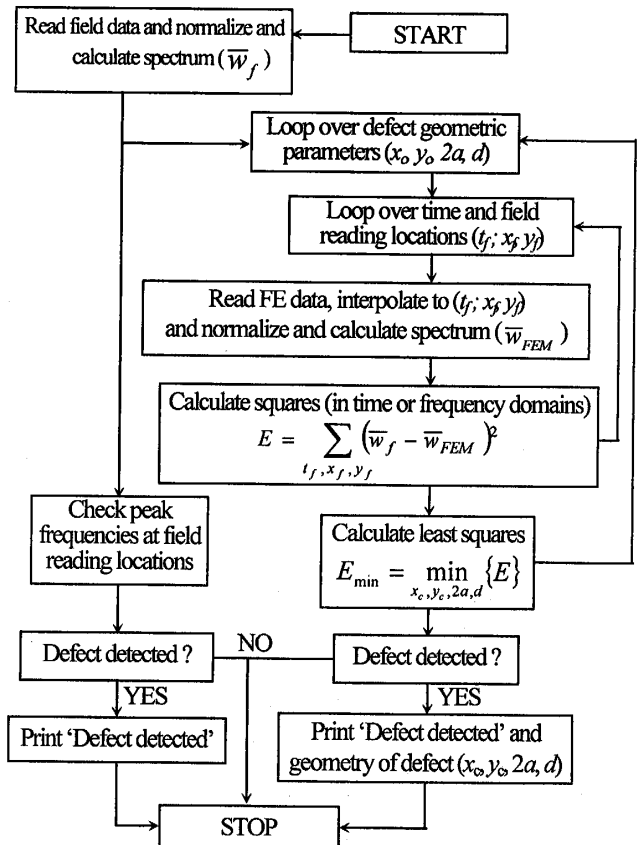 START
Read field data and normalize and
calculate spectrum (w̅_f)
Loop over defect geometric
parameters (x_o, y_o, 2a, d)
Loop over time and field
reading locations (t_f; x_f, y_f)
Read FE data, interpolate to (t_f; x_f, y_f)
and normalize and calculate spectrum (w̅_FEM)
Calculate squares (in time or frequency domains)
E = ∑ (w̅_f − w̅_FEM)²
t_f, x_f, y_f
Check peak
frequencies at field
reading locations
Calculate least squares
E_min = min {E}
x_c, y_c, 2a, d
Defect detected ?
NO
Defect detected ?
YES
YES
Print ‘Defect detected’
Print ‘Defect detected’ and
geometry of defect (x_c, y_c, 2a, d)
STOP